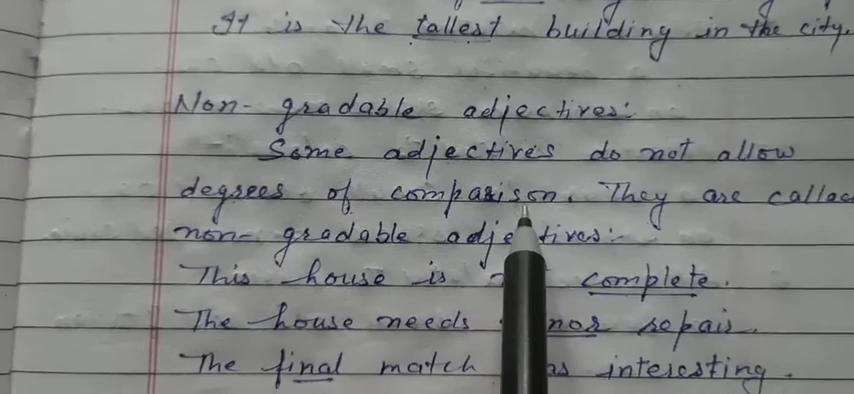 It is the tallest building in the city.
Non-gradable adjectives:
Some adjectives do not allow
degrees of comparison. They are called
non-gradable adjectives:-
This house is complete.
The house needs repair.
The final match interesting.